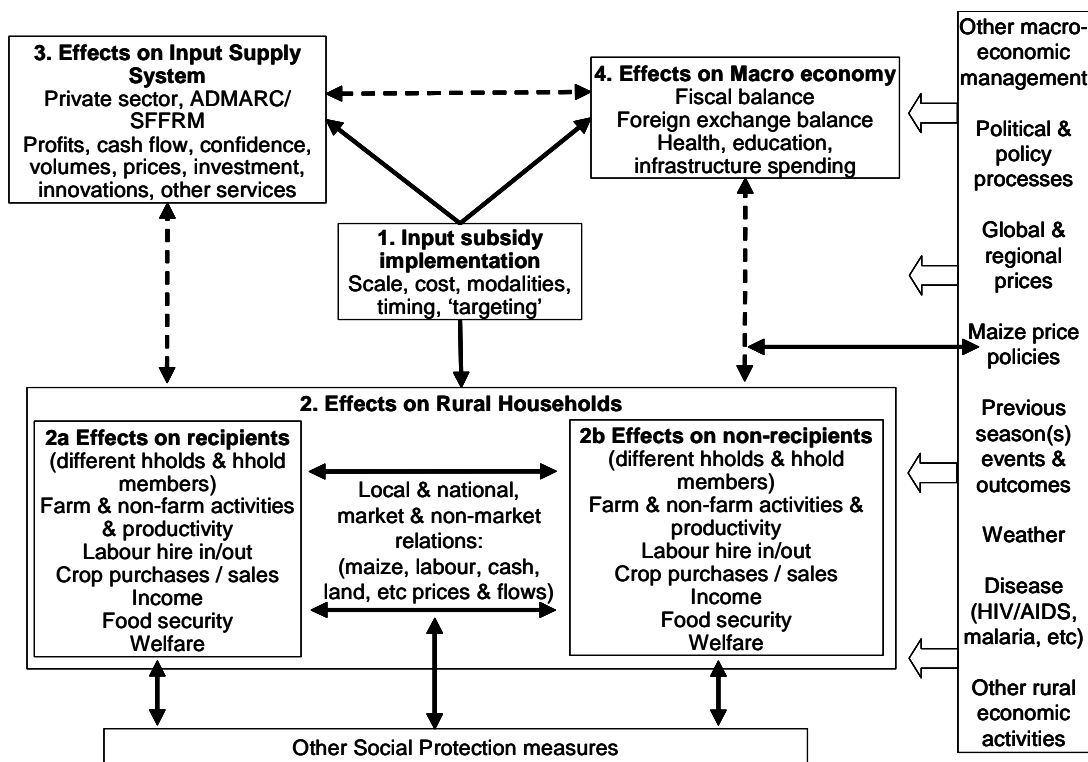 3. Effects on Input Supply
System
Private sector, ADMARC/
SFFRM
Profits, cash flow, confidence,
volumes, prices, investment,
innovations, other services
4. Effects on Macro economy
Fiscal balance
Foreign exchange balance
Health, education,
infrastructure spending
1. Input subsidy
implementation
Scale, cost, modalities,
timing, ‘targeting’
2. Effects on Rural Households
2a Effects on recipients
(different hholds & hhold
members)
Farm & non-farm activities
& productivity
Labour hire in/out
Crop purchases / sales
Income
Food security
Welfare
Local & national,
market & non-market
relations:
(maize, labour, cash,
land, etc prices & flows)
2b Effects on non-recipients
(different hholds & hhold
members)
Farm & non-farm activities &
productivity
Labour hire in/out
Crop purchases / sales
Income
Food security
Welfare
Other Social Protection measures
Other macro-
economic
management
Political &
policy
processes
Global &
regional
prices
Maize price
policies
Previous
season(s)
events &
outcomes
Weather
Disease
(HIV/AIDS,
malaria, etc)
Other rural
economic
activities